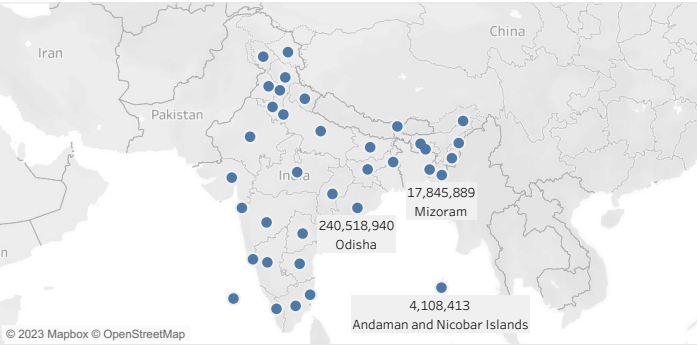 China
Iran
Pakistan
India
17,845,889
Mizoram
240,518,940
Odisha
n
4,108,413
Andaman and Nicobar Islands
© 2023 Mapbox © OpenStreetMap